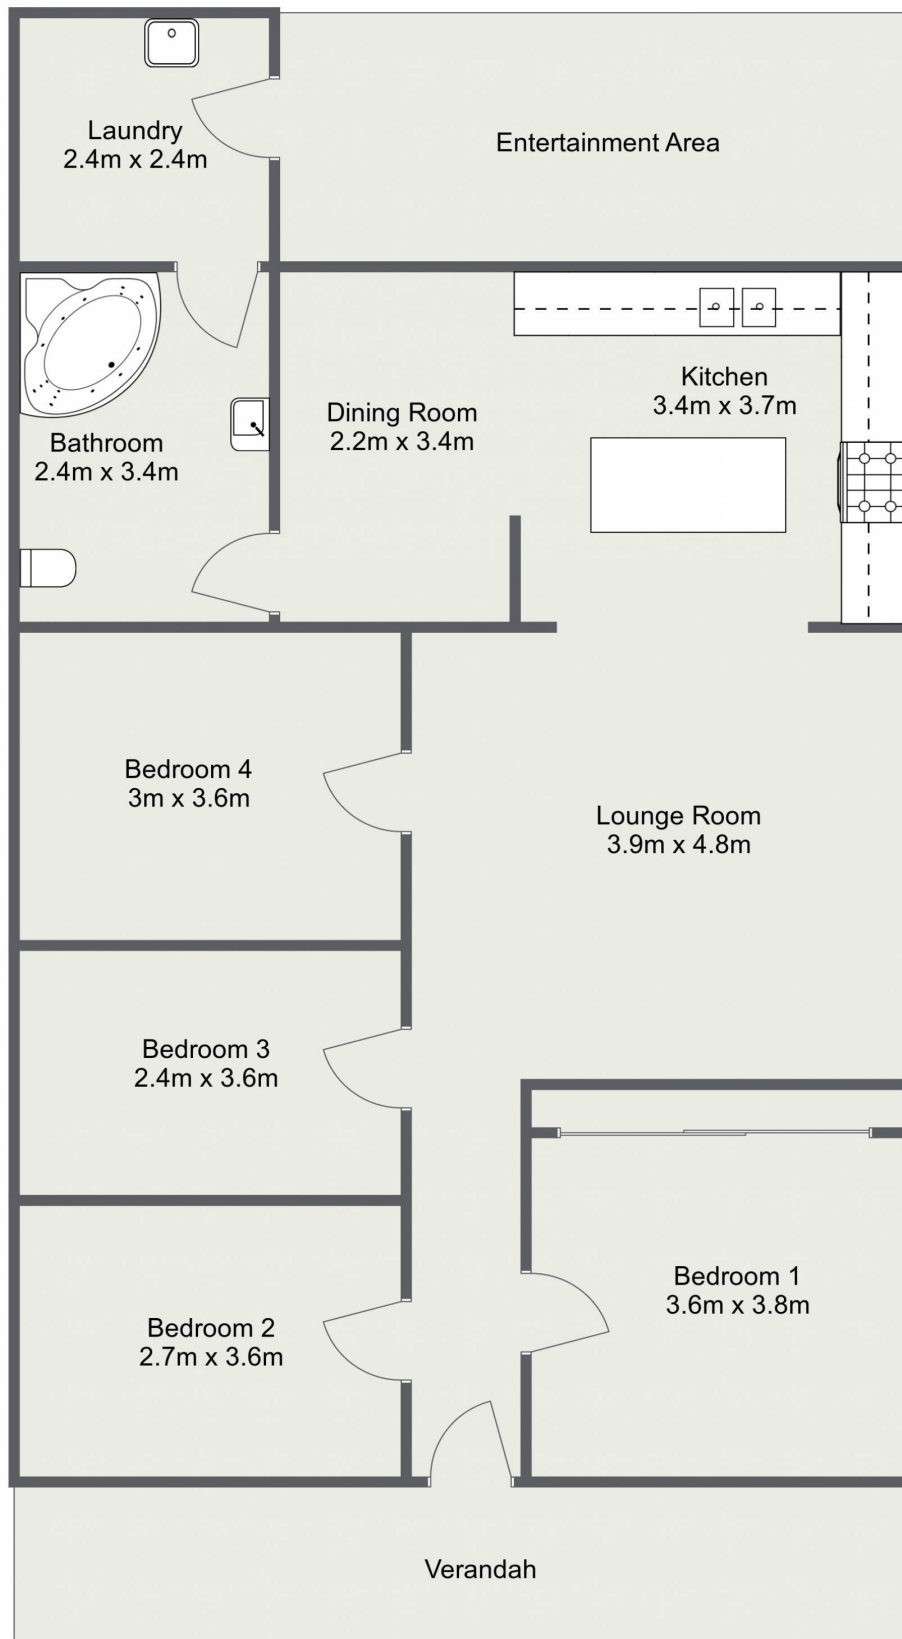 Laundry
2.4m x 2.4m
Entertainment Area
Kitchen
3.4m x 3.7m
Dining Room
2.2m x 3.4m
Bathroom
2.4m x 3.4m
Bedroom 4
3m x 3.6m
Lounge Room
3.9m x 4.8m
Bedroom 3
2.4m x 3.6m
Bedroom 1
3.6m x 3.8m
Bedroom 2
2.7m x 3.6m
Verandah